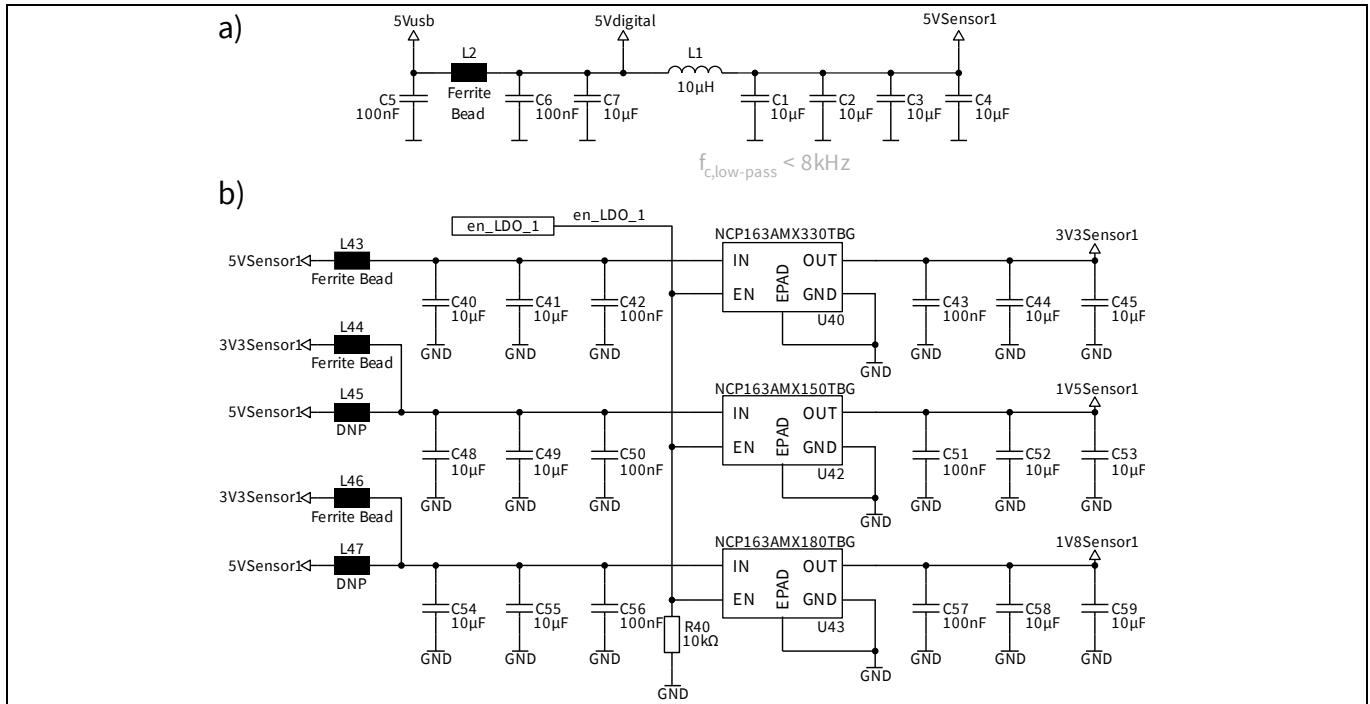 a)
5Vusb
5Vdigital
5VSensor1
L2
L1
Ferrite
Bead
10µH
C5
100nF
C6
100nF
C7
10µF
C1
10µF
C2
10µF
C3
10µF
C4
10µF
fc,low-pass < 8kHz
b)
en_LDO_1
en_LDO_1
NCP163AMX330TBG
3V3Sensor1
L43
5VSensor1
Ferrite Bead
IN
OUT
EN
GND
EPAD
U40
C40
10µF
C41
10µF
C42
100nF
C43
100nF
C44
10µF
C45
10µF
GND
GND
GND
GND
GND
GND
GND
L44
3V3Sensor1
Ferrite Bead
L45
5VSensor1
DNP
NCP163AMX150TBG
1V5Sensor1
IN
OUT
EN
GND
EPAD
U42
C48
10µF
C49
10µF
C50
100nF
C51
100nF
C52
10µF
C53
10µF
GND
GND
GND
GND
GND
GND
GND
L46
3V3Sensor1
Ferrite Bead
L47
5VSensor1
DNP
NCP163AMX180TBG
1V8Sensor1
IN
OUT
EN
GND
EPAD
U43
C54
10µF
C55
10µF
C56
100nF
R40
10kΩ
C57
100nF
C58
10µF
C59
10µF
GND
GND
GND
GND
GND
GND
GND
GND